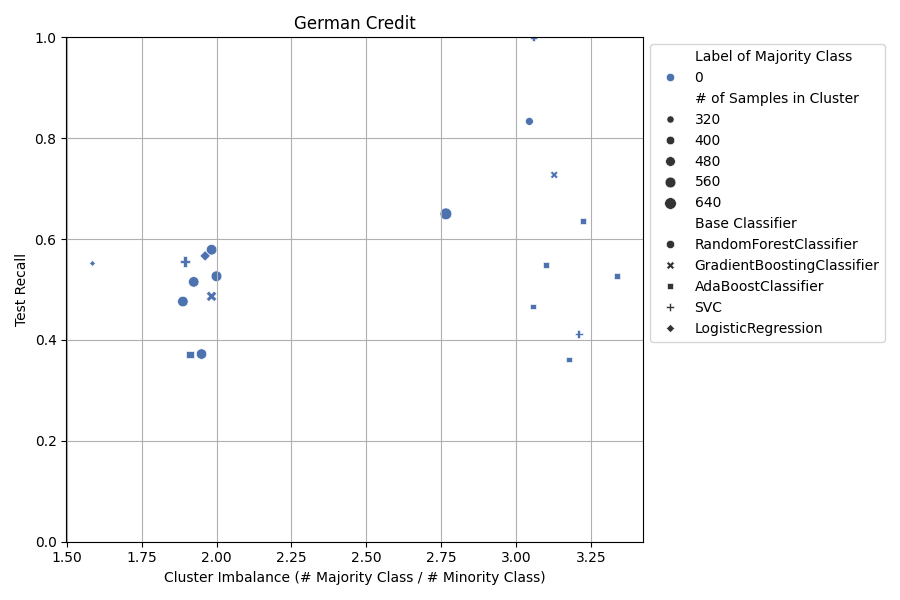 German Credit
1.0
0.8
0.6
0.4
0.2
0.0
Test Recall
1.50 1.75 2.00 2.25 2.50 2.75 3.00 3.25
Cluster Imbalance (# Majority Class / # Minority Class)
Label of Majority Class
0
# of Samples in Cluster
320
400
480
560
640
Base Classifier
RandomForestClassifier
GradientBoostingClassifier
AdaBoostClassifier
SVC
LogisticRegression